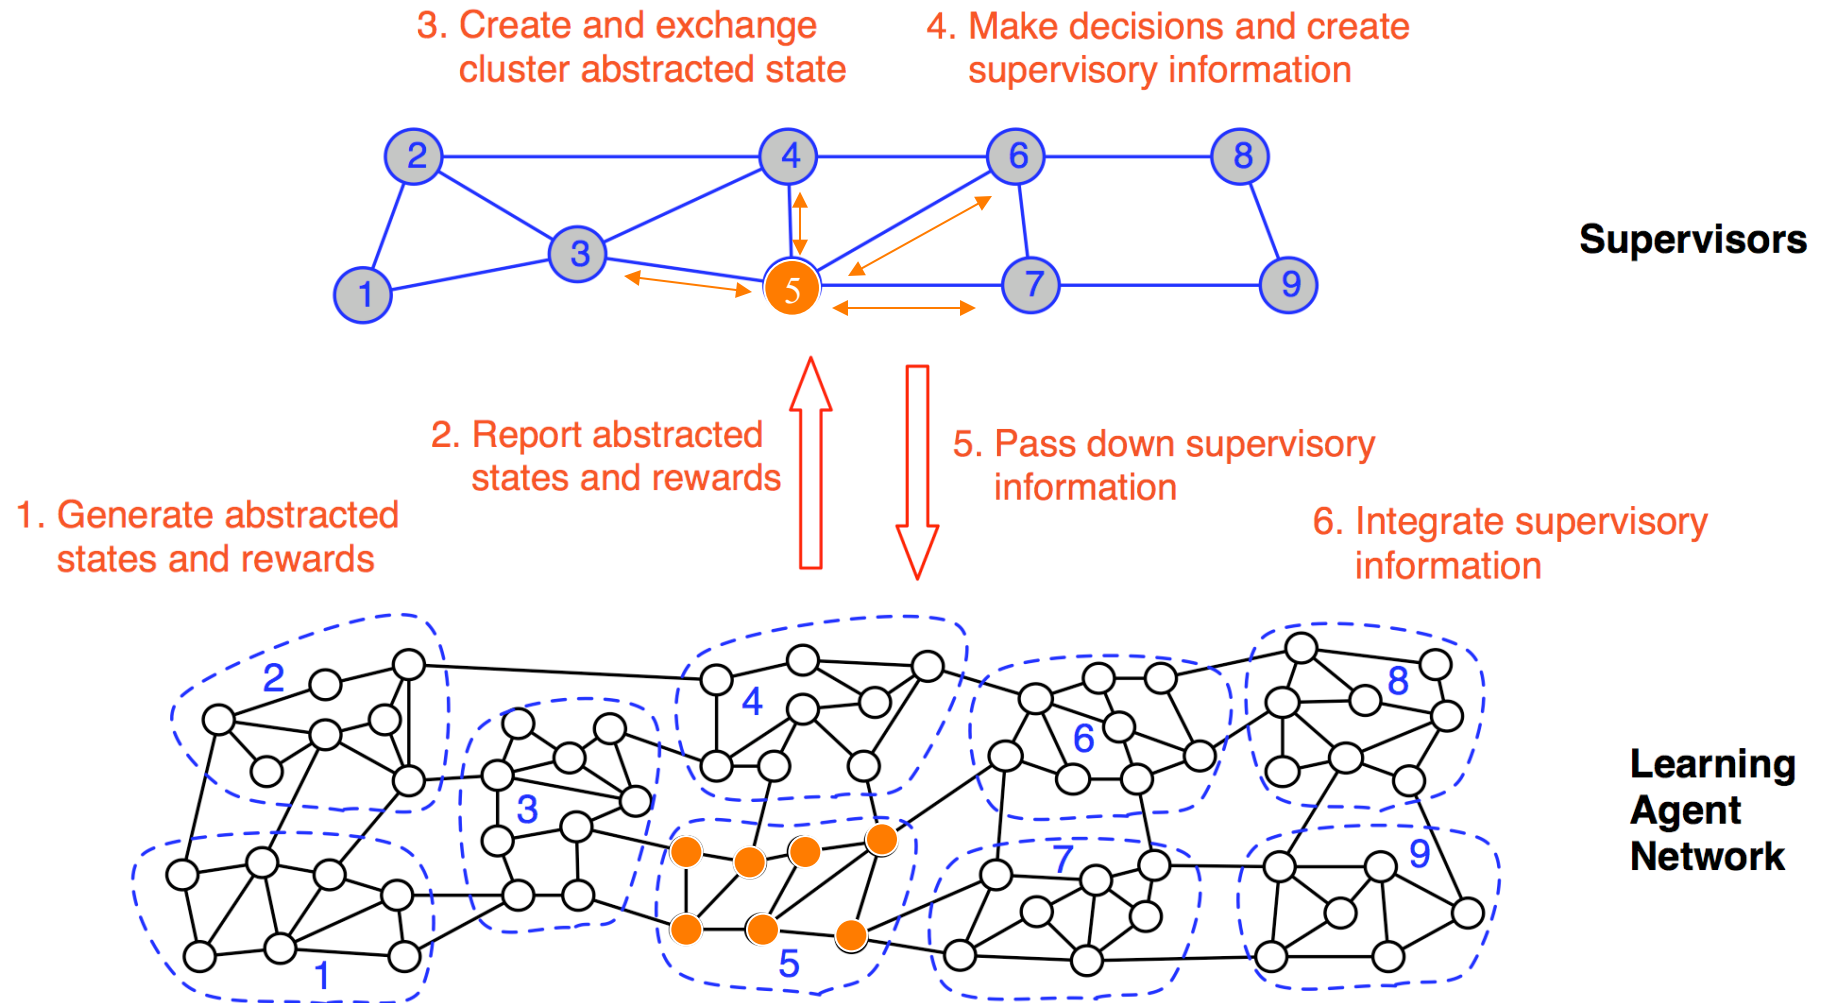 3. Create and exchange
cluster abstracted state
4. Make decisions and create
supervisory information
2
4
6
8
3
1
5
7
9
Supervisors
2. Report abstracted
states and rewards
5. Pass down supervisory
information
1. Generate abstracted
states and rewards
6. Integrate supervisory
information
2
4
6
8
3
1
5
7
9
Learning
Agent
Network